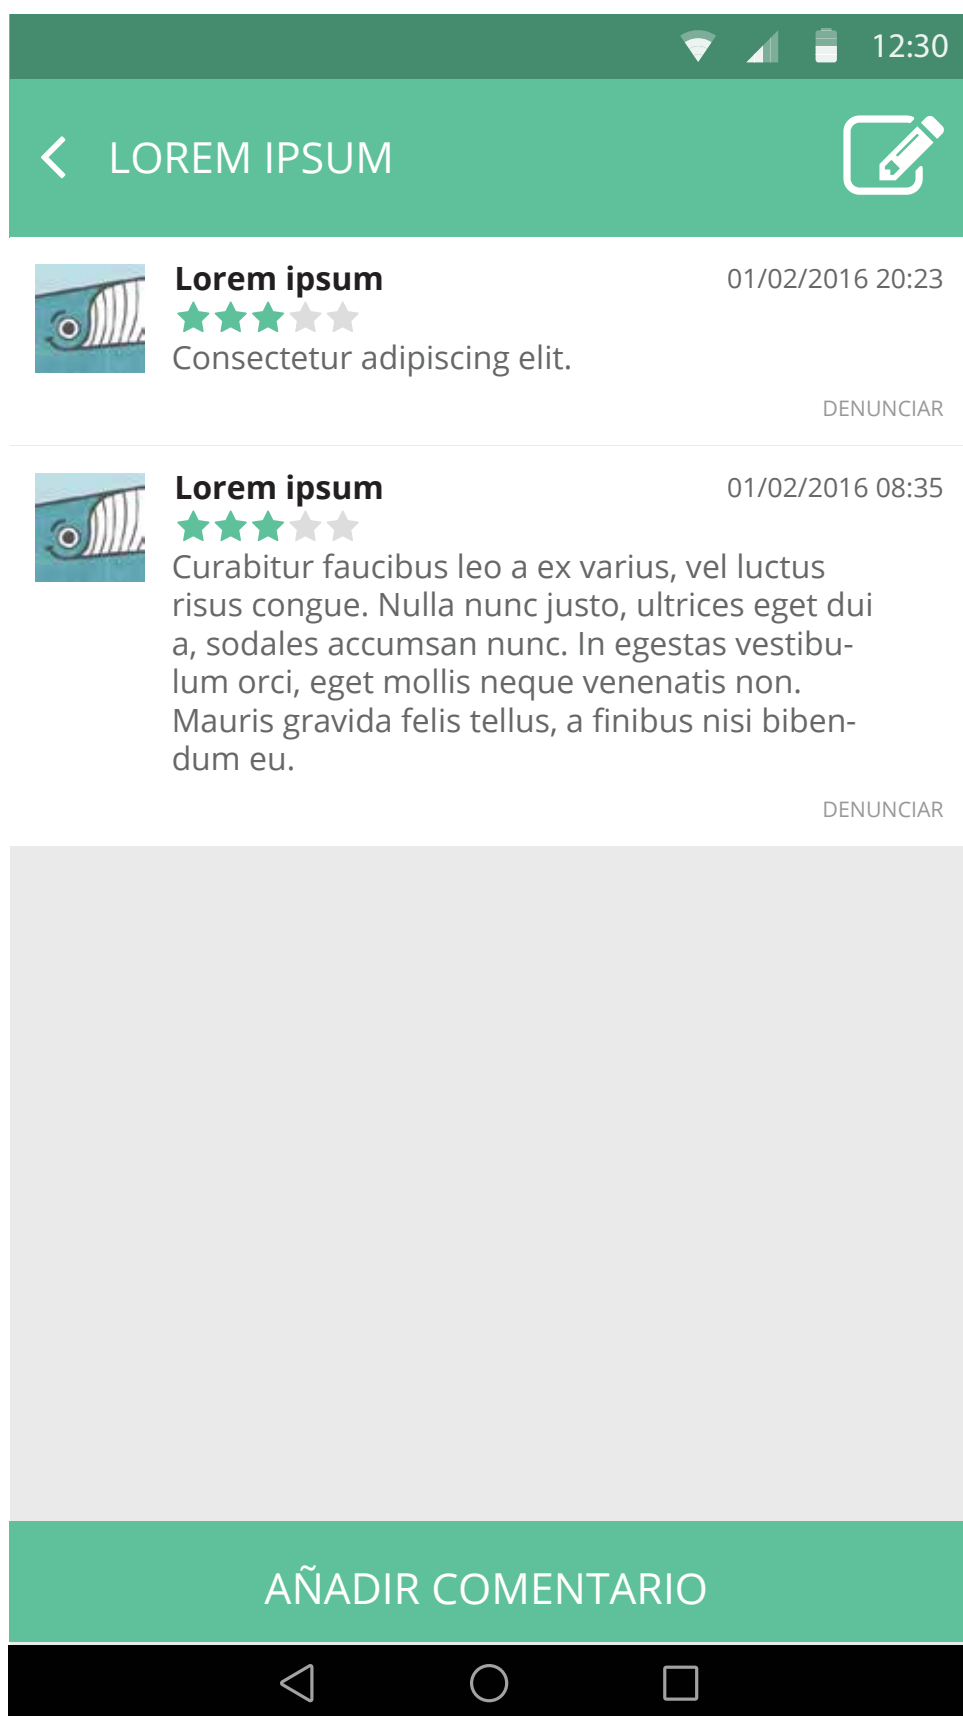 12:30
LOREM IPSUM
Lorem ipsum
01/02/2016 20:23
Consectetur adipiscing elit.
DENUNCIAR
Lorem ipsum
01/02/2016 08:35
Curabitur faucibus leo a ex varius, vel luctus
risus congue. Nulla nunc justo, ultrices eget dui
a, sodales accumsan nunc. In egestas vestibu-
lum orci, eget mollis neque venenatis non.
Mauris gravida felis tellus, a finibus nisi biben-
dum eu.
DENUNCIAR
AÑADIR COMENTARIO